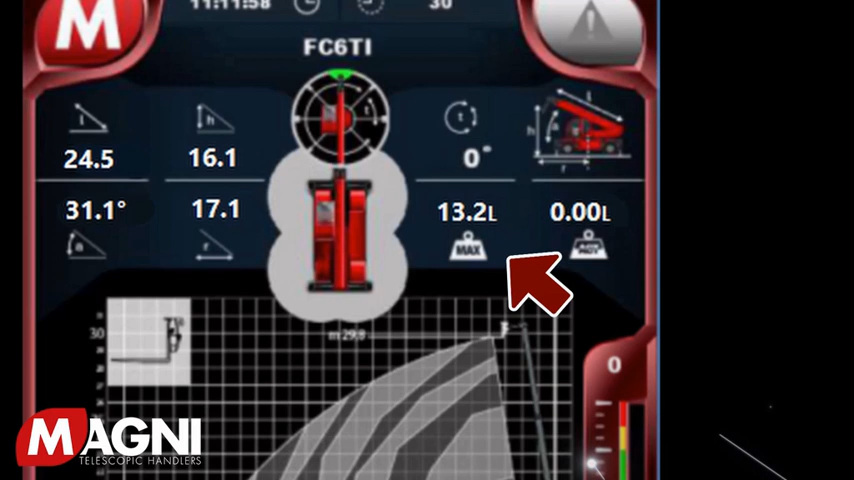 11:11:58 30
M
FC6TI
l h t
24.5 16.1 0°
31.1° 17.1 13.2L 0.00L
a r MAX
0
30
m 29,8
MAGNI
TELESCOPIC HANDLERS